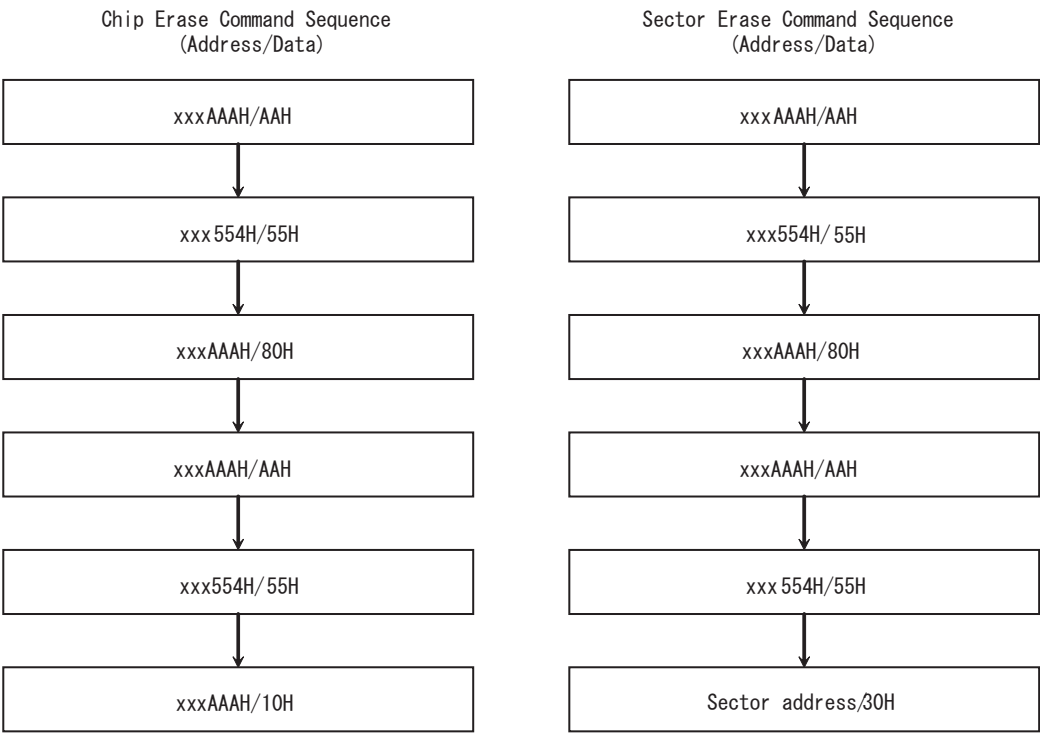 Chip Erase Command Sequence
(Address/Data)
xxxAAAH/AAH
xxx554H/55H
xxxAAAH/80H
xxxAAAH/AAH
xxx554H/55H
xxxAAAH/10H
Sector Erase Command Sequence
(Address/Data)
xxxAAAH/AAH
xxx554H/55H
xxxAAAH/80H
xxxAAAH/AAH
xxx554H/55H
Sector address/30H